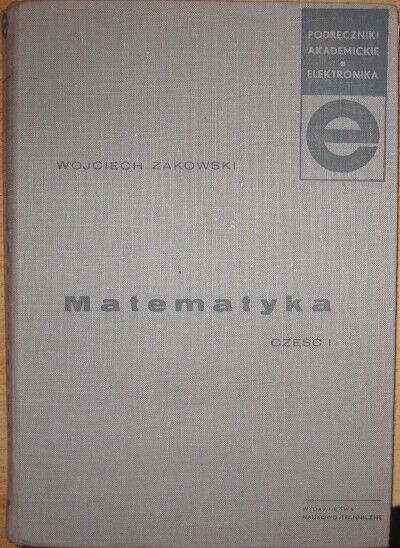 PODRĘCZNIKI
AKADEMICKIE
ELEKTRONIKA
e
WOJCIECH ŻAKOWSKI
Matematyka
CZĘŚĆ I
WYDAWNICTWA
NAUKOWO-TECHNICZNE